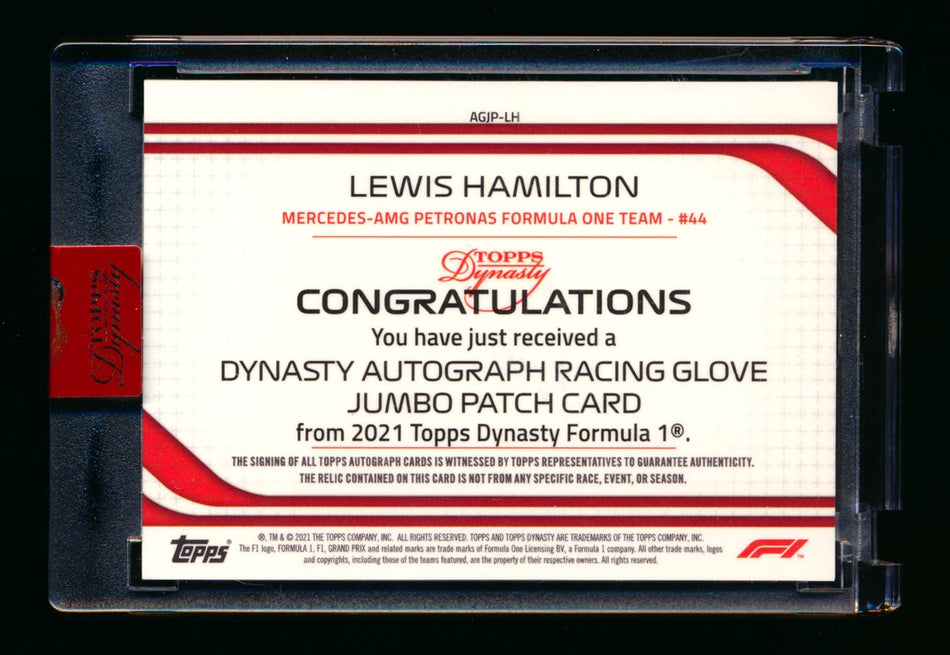 AGJP-LH
LEWIS HAMILTON
MERCEDES-AMG PETRONAS FORMULA ONE TEAM - #44
TOPPS
Dynasty
CONGRATULATIONS
You have just received a
DYNASTY AUTOGRAPH RACING GLOVE
JUMBO PATCH CARD
from 2021 Topps Dynasty Formula 1®.
THE SIGNING OF ALL TOPPS AUTOGRAPH CARDS IS WITNESSED BY TOPPS REPRESENTATIVES TO GUARANTEE AUTHENTICITY.
THE RELIC CONTAINED ON THIS CARD IS NOT FROM ANY SPECIFIC RACE, EVENT, OR SEASON.
®, TM & © 2021 THE TOPPS COMPANY, INC. ALL RIGHTS RESERVED. TOPPS AND TOPPS DYNASTY ARE TRADEMARKS OF THE TOPPS COMPANY, INC.
The F1 logo, FORMULA 1, F1, GRAND PRIX and related marks are trade marks of Formula One Licensing BV, a Formula 1 company. All other trade marks, logos
and copyrights, including those of the teams featured, are the property of their respective owners. All rights reserved.
topps®
F1™
TOPPS
Dynasty